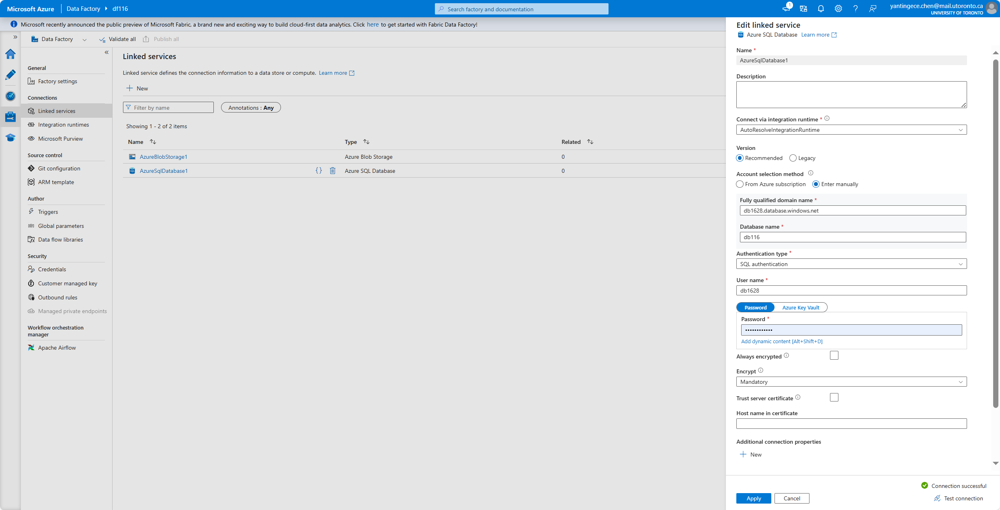 Microsoft Azure
Data Factory
df116
Search factory and documentation
1
yantingece.chen@mail.utoronto.ca
UNIVERSITY OF TORONTO
Microsoft recently announced the public preview of Microsoft Fabric, a brand new and exciting way to build cloud-first data analytics. Click here to get started with Fabric Data Factory!
Data Factory
Validate all
Publish all
General
Factory settings
Connections
Linked services
Integration runtimes
Microsoft Purview
Source control
Git configuration
ARM template
Author
Triggers
Global parameters
Data flow libraries
Security
Credentials
Customer managed key
Outbound rules
Managed private endpoints
Workflow orchestration
manager
Apache Airflow
Linked services
Linked service defines the connection information to a data store or compute. Learn more
New
Filter by name
Annotations : Any
Showing 1 - 2 of 2 items
Name Type Related
AzureBlobStorage1 Azure Blob Storage 0
AzureSqlDatabase1 {} Azure SQL Database 0
Edit linked service
Azure SQL Database Learn more
Name *
AzureSqlDatabase1
Description
Connect via integration runtime *
AutoResolveIntegrationRuntime
Version
Recommended Legacy
Account selection method
From Azure subscription Enter manually
Fully qualified domain name *
db1628.database.windows.net
Database name *
db116
Authentication type *
SQL authentication
User name *
db1628
Password Azure Key Vault
Password *
••••••••••••
Add dynamic content [Alt+Shift+D]
Always encrypted
Encrypt
Mandatory
Trust server certificate
Host name in certificate
Additional connection properties
New
Connection successful
Apply Cancel Test connection